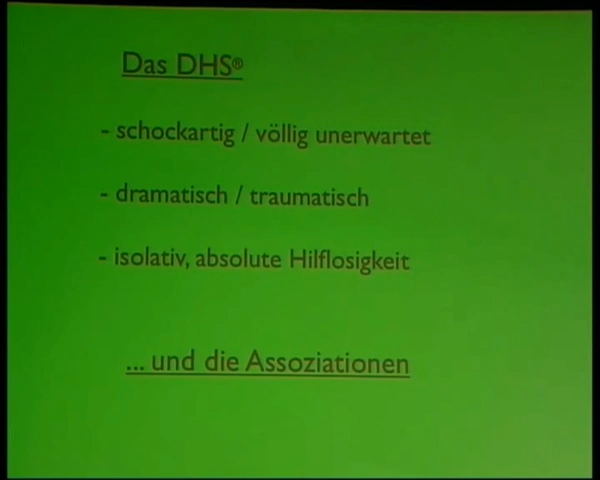 Das DHS®
- schockartig / völlig unerwartet
- dramatisch / traumatisch
- isolativ, absolute Hilflosigkeit
... und die Assoziationen